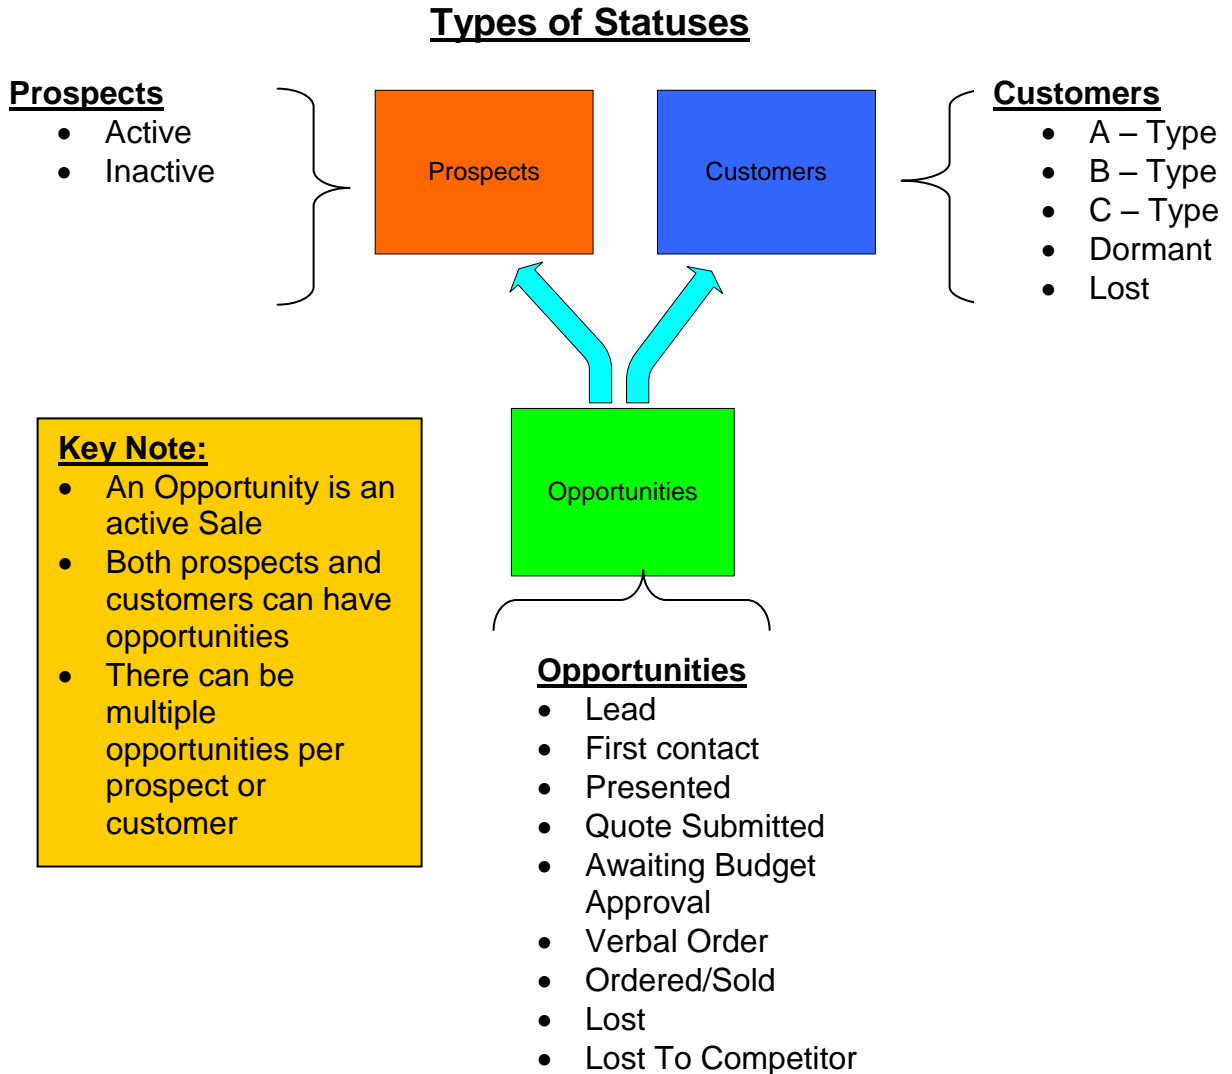 Types of Statuses
Prospects
• Active
• Inactive
Prospects
Customers
Customers
• A – Type
• B – Type
• C – Type
• Dormant
• Lost
Key Note:
• An Opportunity is an
active Sale
• Both prospects and
customers can have
opportunities
• There can be
multiple
opportunities per
prospect or
customer
Opportunities
Opportunities
• Lead
• First contact
• Presented
• Quote Submitted
• Awaiting Budget
Approval
• Verbal Order
• Ordered/Sold
• Lost
• Lost To Competitor